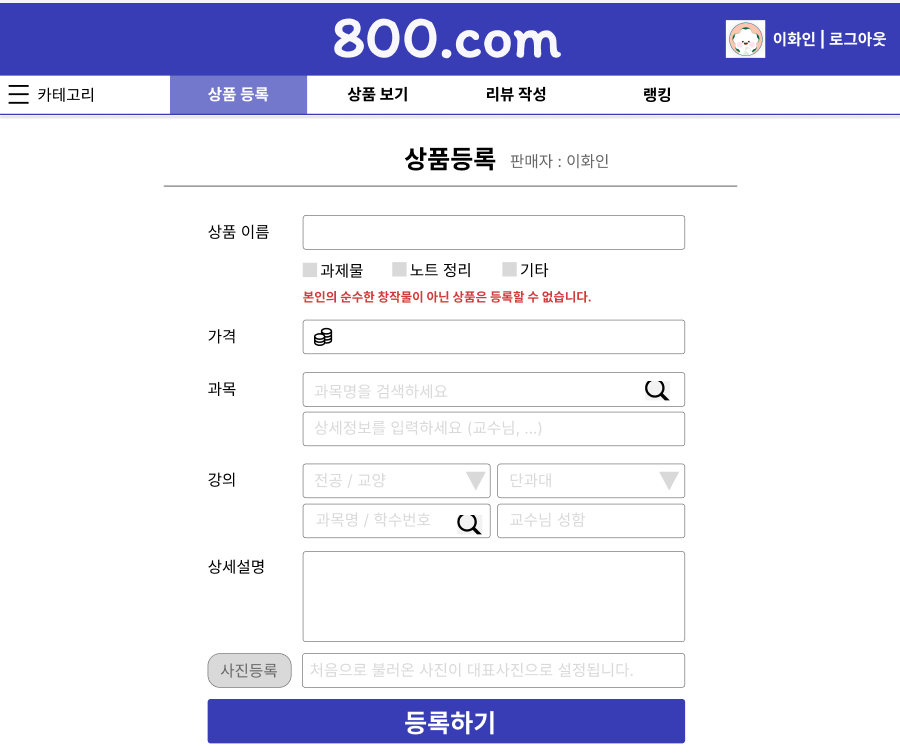 800.com
이화인 | 로그아웃
카테고리 상품 등록 상품 보기 리뷰 작성 랭킹
상품등록 판매자 : 이화인
상품 이름
과제물 노트 정리 기타
본인의 순수한 창작물이 아닌 상품은 등록할 수 없습니다.
가격
과목 과목명을 검색하세요
상세정보를 입력하세요 (교수님, ...)
강의 전공 / 교양 단과대
과목명 / 학수번호 교수님 성함
상세설명
사진등록 처음으로 불러온 사진이 대표사진으로 설정됩니다.
등록하기